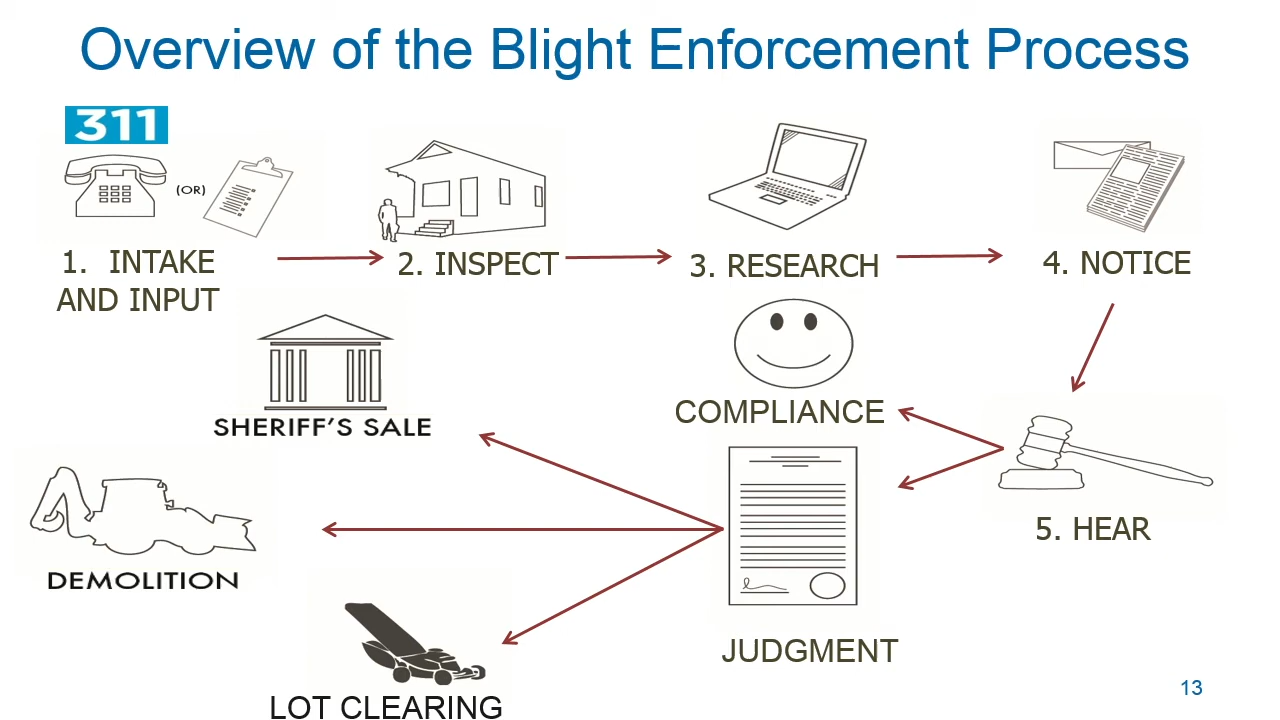 Overview of the Blight Enforcement Process
311
(OR)
1. INTAKE
AND INPUT
2. INSPECT
3. RESEARCH
4. NOTICE
SHERIFF'S SALE
COMPLIANCE
5. HEAR
DEMOLITION
JUDGMENT
LOT CLEARING
13